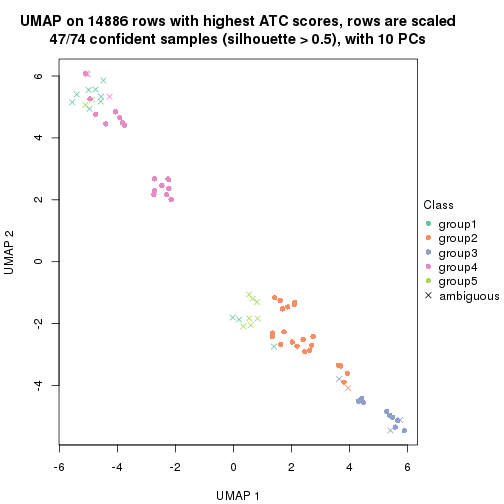 UMAP on 14886 rows with highest ATC scores, rows are scaled
47/74 confident samples (silhouette > 0.5), with 10 PCs
6
4
2
0
-2
-4
UMAP 2
-6
-4
-2
0
2
4
6
UMAP 1
Class
group1
group2
group3
group4
group5
ambiguous